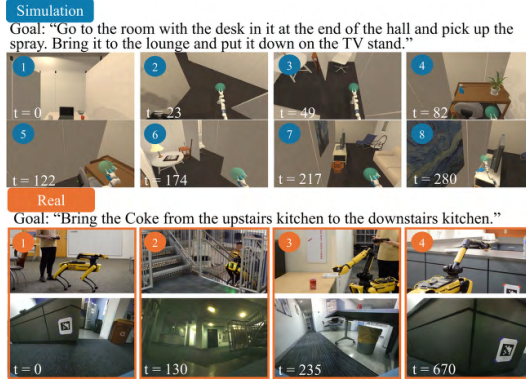 Simulation
Goal: “Go to the room with the desk in it at the end of the hall and pick up the
spray. Bring it to the lounge and put it down on the TV stand.”
1
2
3
4
t=0
t = 23
t = 49
t = 82
5
6
7
8
t = 122
t = 174
t = 217
t = 280
Real
Goal: “Bring the Coke from the upstairs kitchen to the downstairs kitchen.”
1
2
3
4
t = 0
t = 130
t = 235
t = 670